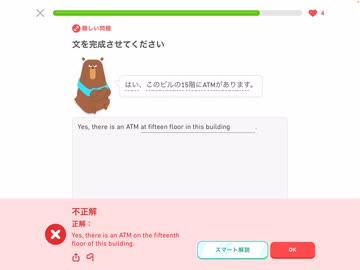 4
難しい問題
文を完成させてください
はい、このビルの15階にATMがあります。
Yes, there is an ATM at fifteen floor in this building.
不正解
正解：
Yes, there is an ATM on the fifteenth
floor of this building.
スマート解説
OK